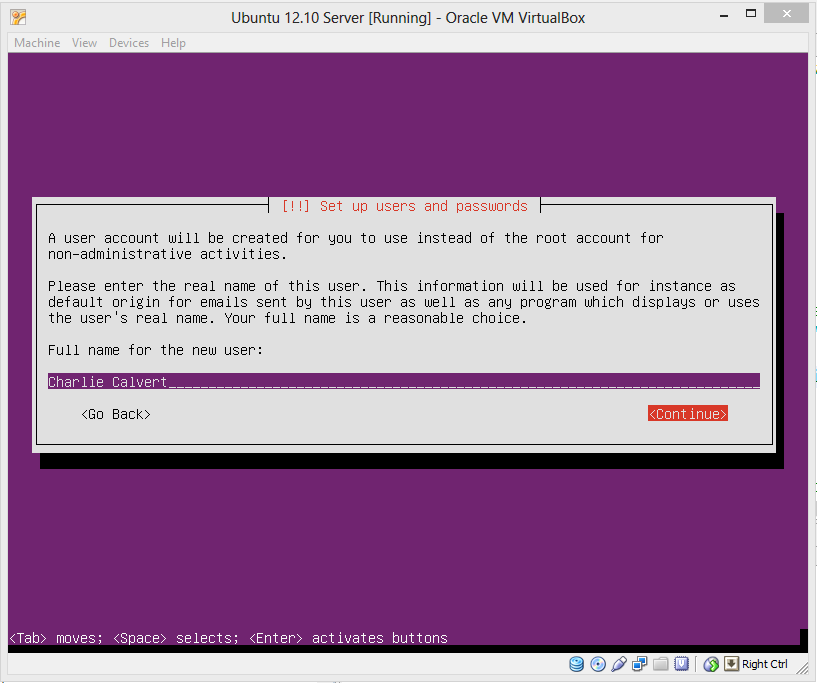 Ubuntu 12.10 Server [Running] - Oracle VM VirtualBox
Machine View Devices Help
[!!] Set up users and passwords
A user account will be created for you to use instead of the root account for
non-administrative activities.
Please enter the real name of this user. This information will be used for instance as
default origin for emails sent by this user as well as any program which displays or uses
the user's real name. Your full name is a reasonable choice.
Full name for the new user:
Charlie Calvert
<Go Back> <Continue>
<Tab> moves; <Space> selects; <Enter> activates buttons
Right Ctrl